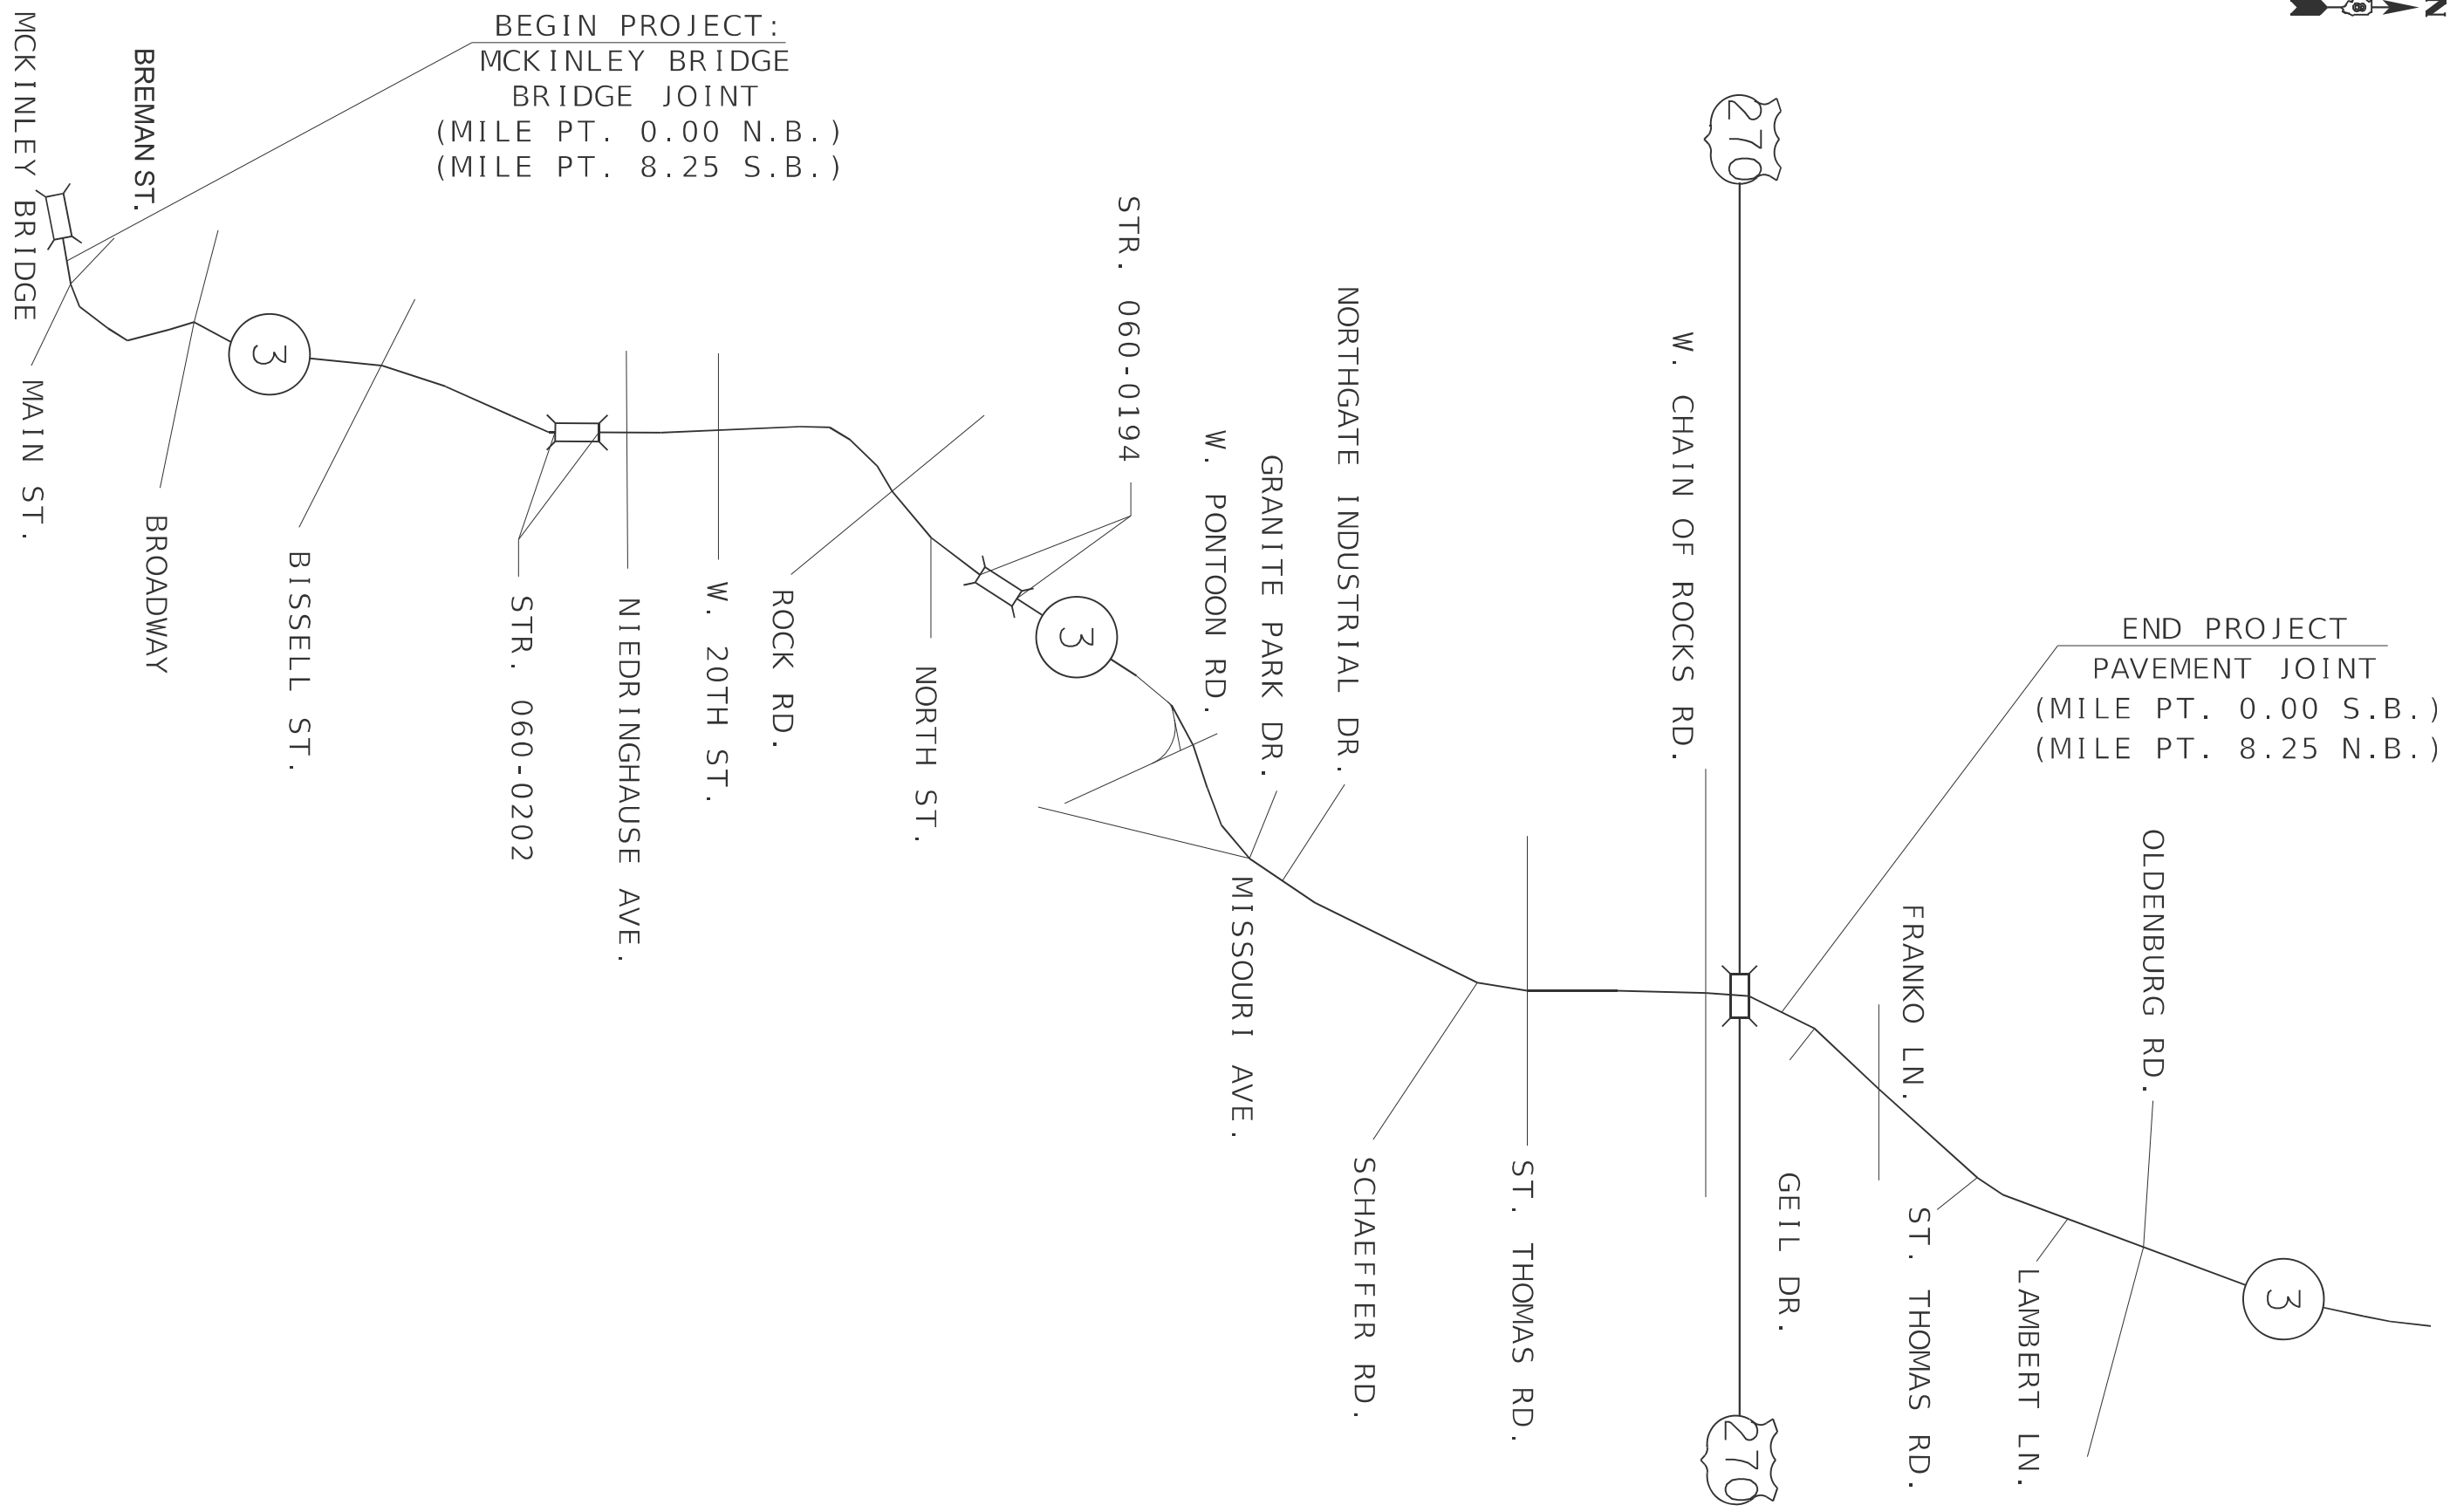 N
8
BEGIN PROJECT:
MCKINLEY BRIDGE
BRIDGE JOINT
(MILE PT. 0.00 N.B.)
(MILE PT. 8.25 S.B.)
MCKINLEY BRIDGE
BREMAN ST.
MAIN ST.
BROADWAY
3
BISSELL ST.
STR. 060-0202
NIEDRINGHAUSE AVE.
W. 20TH ST.
ROCK RD.
NORTH ST.
STR. 060-0194
3
W. PONTOON RD.
GRANITE PARK DR.
NORTHGATE INDUSTRIAL DR.
MISSOURI AVE.
SCHAEFFER RD.
ST. THOMAS RD.
W. CHAIN OF ROCKS RD.
270
270
END PROJECT
PAVEMENT JOINT
(MILE PT. 0.00 S.B.)
(MILE PT. 8.25 N.B.)
GEIL DR.
FRANKO LN.
ST. THOMAS RD.
LAMBERT LN.
OLDENBURG RD.
3